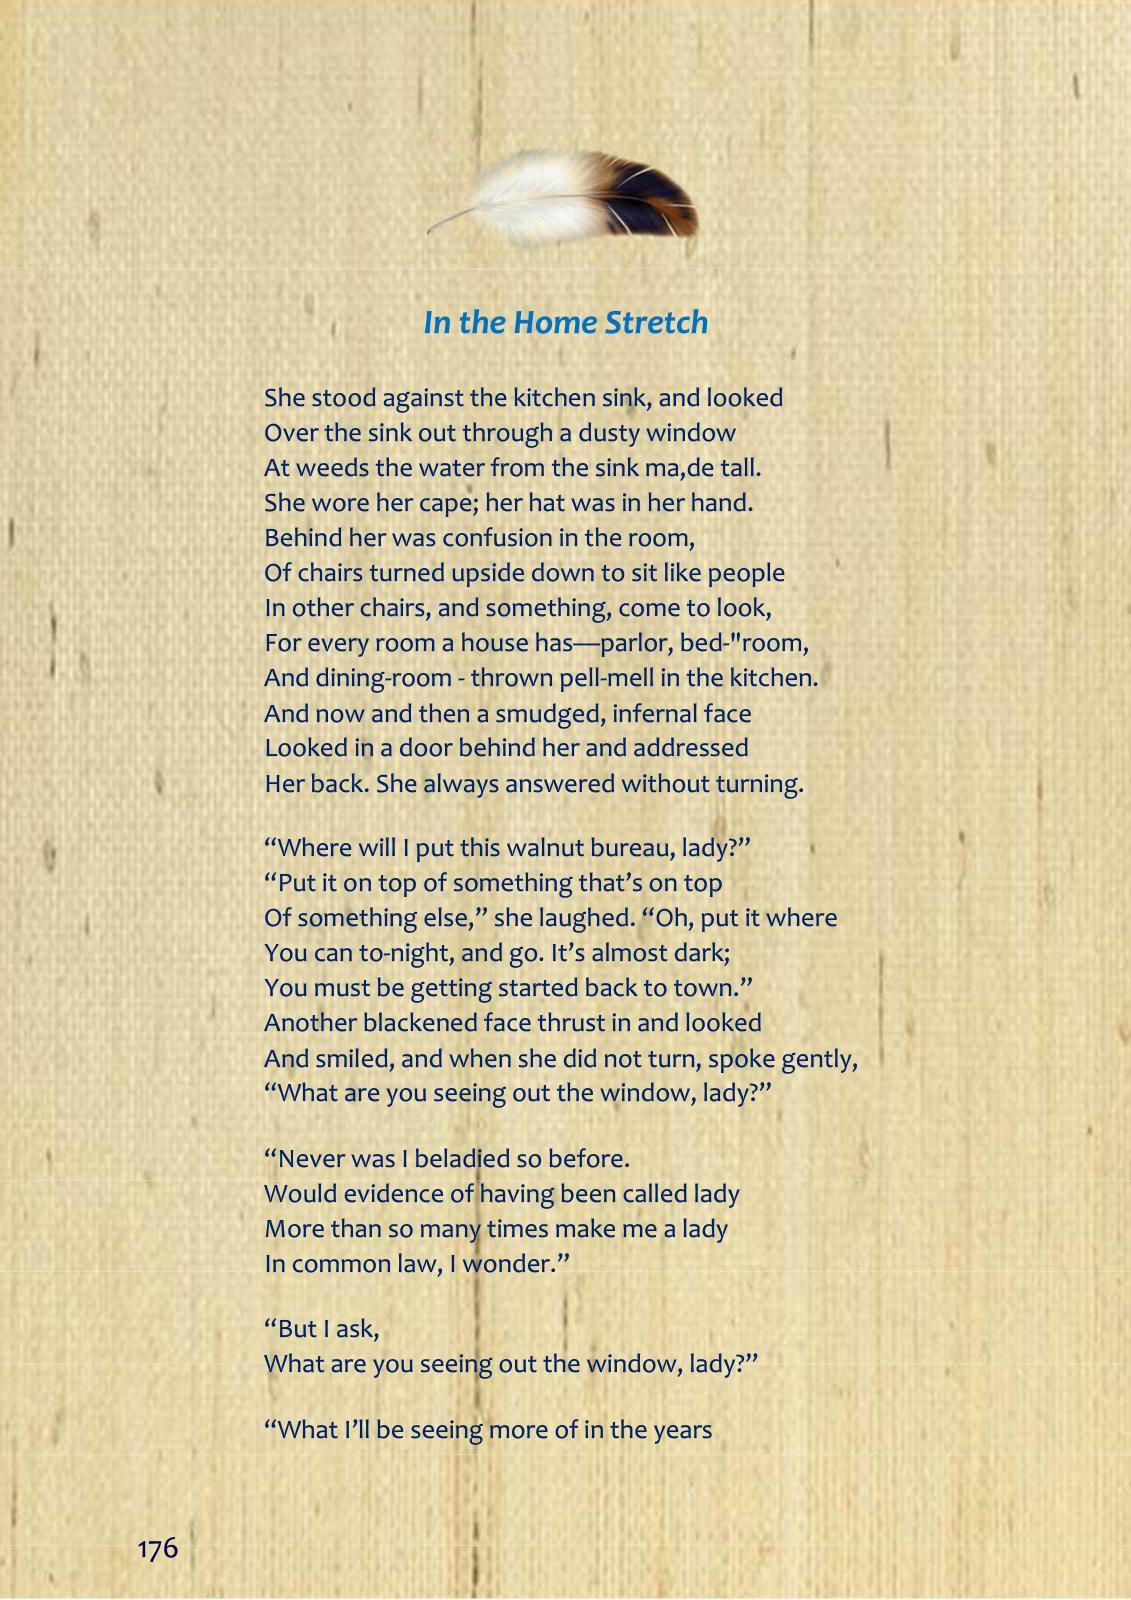 In the Home Stretch
She stood against the kitchen sink, and looked
Over the sink out through a dusty window
At weeds the water from the sink ma,de tall.
She wore her cape; her hat was in her hand.
Behind her was confusion in the room,
Of chairs turned upside down to sit like people
In other chairs, and something, come to look,
For every room a house has—parlor, bed-"room,
And dining-room - thrown pell-mell in the kitchen.
And now and then a smudged, infernal face
Looked in a door behind her and addressed
Her back. She always answered without turning.
“Where will I put this walnut bureau, lady?”
“Put it on top of something that’s on top
Of something else,” she laughed. “Oh, put it where
You can to-night, and go. It’s almost dark;
You must be getting started back to town.”
Another blackened face thrust in and looked
And smiled, and when she did not turn, spoke gently,
“What are you seeing out the window, lady?”
“Never was I beladied so before.
Would evidence of having been called lady
More than so many times make me a lady
In common law, I wonder.”
“But I ask,
What are you seeing out the window, lady?”
“What I’ll be seeing more of in the years
176